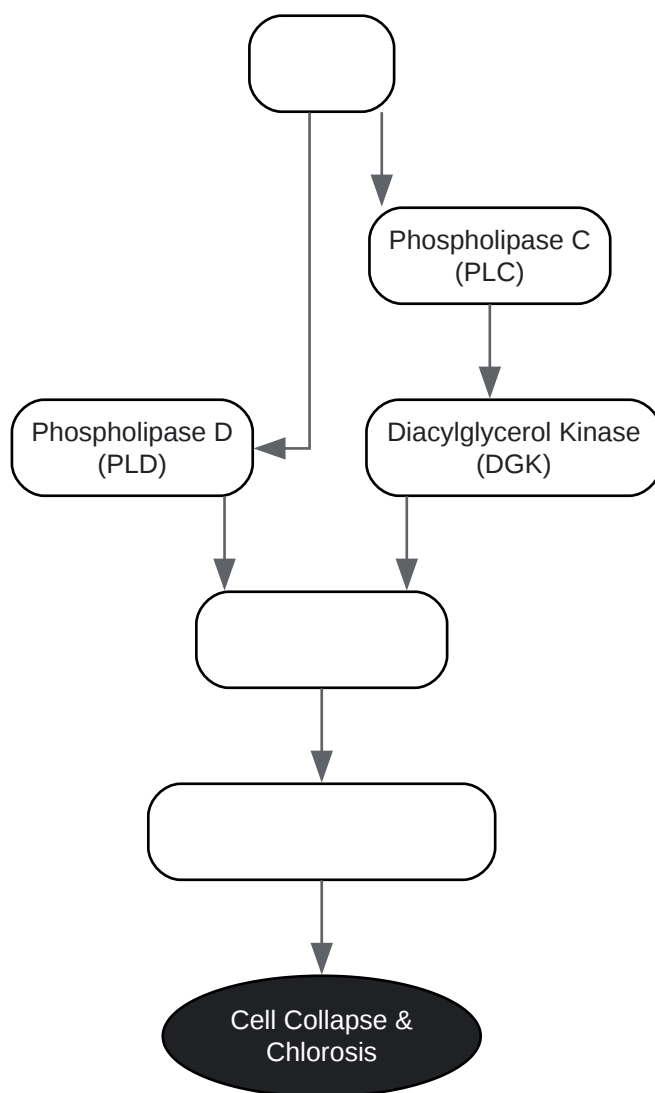 Phospholipase C
(PLC)
Phospholipase D
(PLD)
Diacylglycerol Kinase
(DGK)
Cell Collapse &
Chlorosis